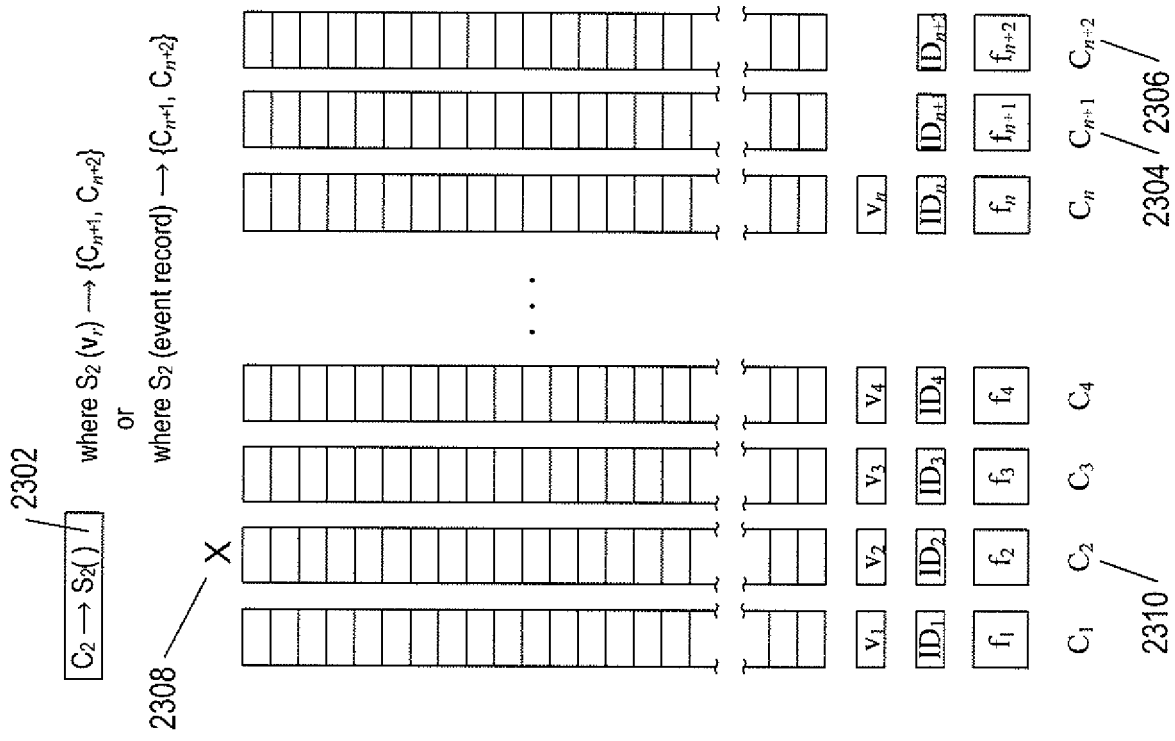 2302
C₂ → S₂( )
where S₂ (vᵣ) → {Cₙ₊₁, Cₙ₊₂}
or
where S₂ (event record) → {Cₙ₊₁, Cₙ₊₂}
2308
X
. . .
v₁ v₂ v₃ v₄ vₙ
ID₁ ID₂ ID₃ ID₄ IDₙ IDₙ₊₁ IDₙ₊₂
f₁ f₂ f₃ f₄ fₙ fₙ₊₁ fₙ₊₂
C₁ C₂ C₃ C₄ Cₙ Cₙ₊₁ Cₙ₊₂
2310 2304 2306